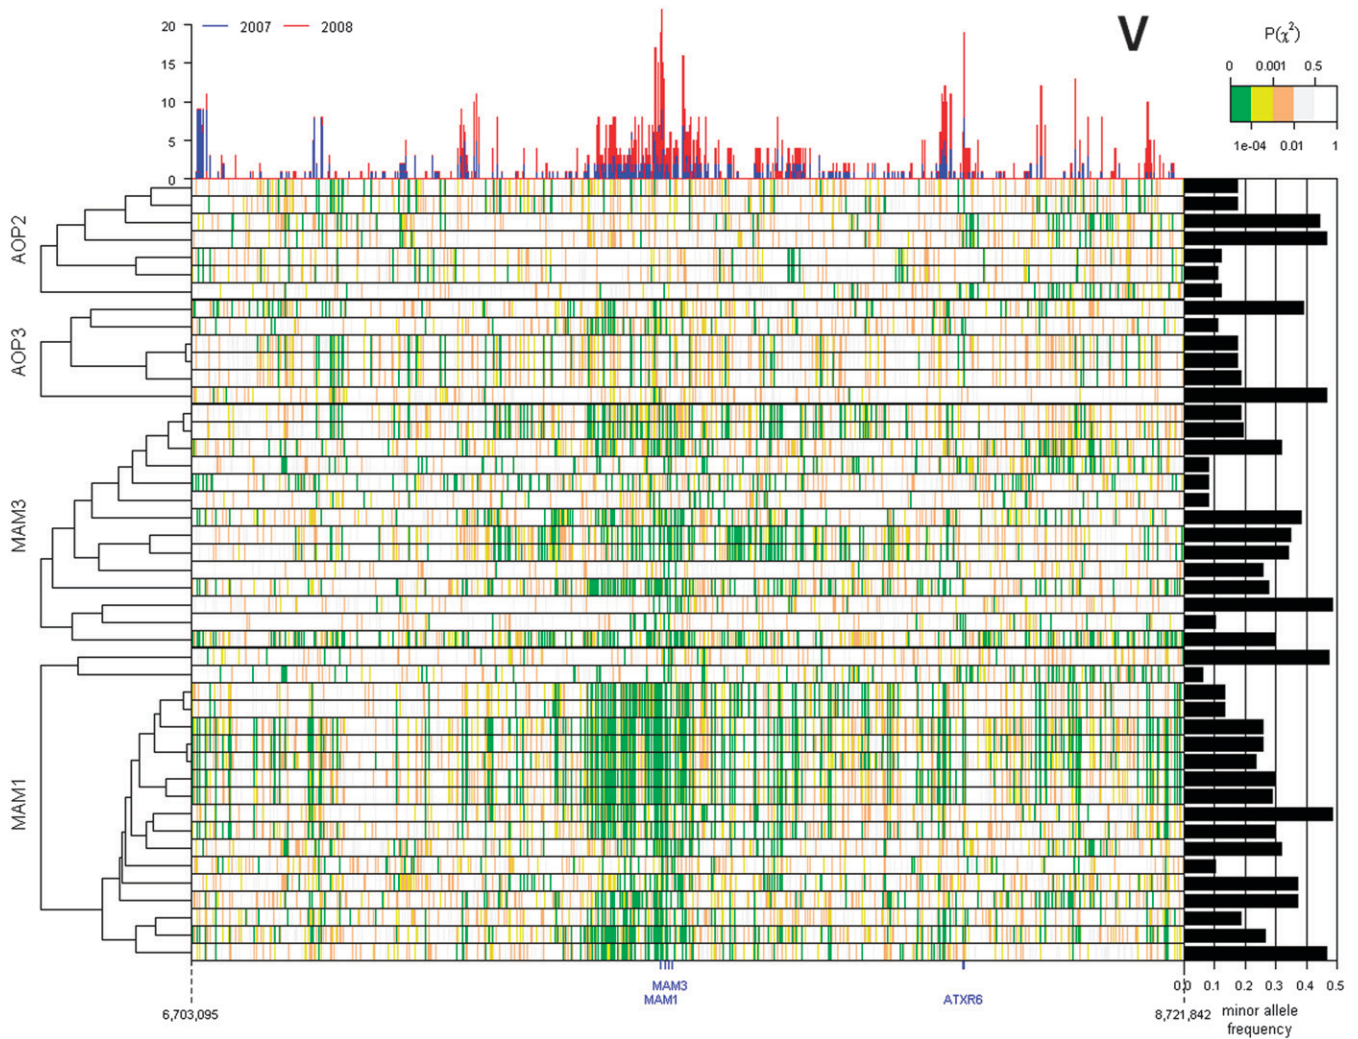 2007 2008
V
P(χ²)
0 0.001 0.5
1e-04 0.01 1
20
15
10
5
0
AOP2
AOP3
MAM3
MAM1
MAM3
MAM1
ATXR6
6,703,095
8,721,842
0.0 0.1 0.2 0.3 0.4 0.5
minor allele
frequency